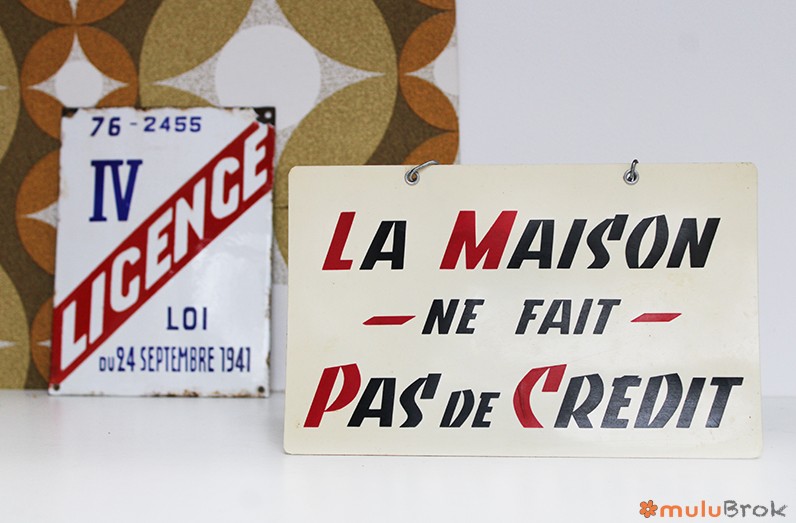 76-2455
IV
LICENCE
LOI
DU 24 SEPTEMBRE 1941
LA MAISON
- NE FAIT -
PAS DE CREDIT
muluBrok